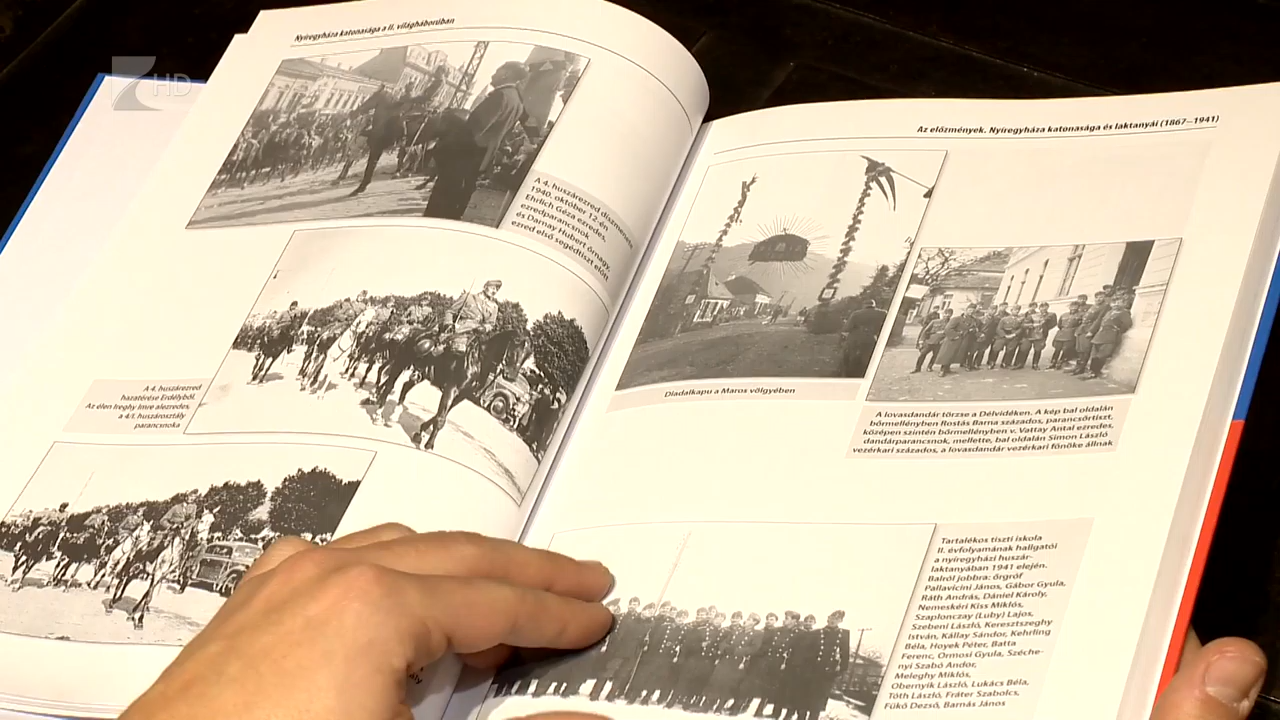 HD
Nyíregyháza katonasága a II. világháborúban
A 4. huszárezred díszmenete
1940. október 12-én
Ehrlich Géza ezredes,
ezredparancsnok
és Darnay Hubert őrnagy,
ezred első segédtiszt előtt
A 4. huszárezred
hazatérése Erdélyből.
Az élen Ireghy Imre alezredes,
a 4/I. huszárosztály
parancsnoka
Az előzmények. Nyíregyháza katonasága és laktanyái (1867–1941)
Diadalkapu a Maros völgyében
A lovasdandár törzse a Délvidéken. A kép bal oldalán
bőrmellényben Rostás Barna százados, parancsőrtiszt,
középen szintén bőrmellényben v. Vattay Antal ezredes,
dandárparancsnok, mellette, bal oldalán Simon László
vezérkari százados, a lovasdandár vezérkari főnöke állnak
Tartalékos tiszti iskola
II. évfolyamának hallgatói
a nyíregyházi huszár-
laktanyában 1941 elején.
Balról jobbra: őrgróf
Pallavicini János, Gábor Gyula,
Ráth András, Dániel Károly,
Nemeskéri Kiss Miklós,
Szaplonczay (Luby) Lajos,
Szebeni László, Keresztszeghy
István, Kállay Sándor, Kehrling
Béla, Hoyek Péter, Batta
Ferenc, Ormosi Gyula, Széche-
nyi Szabó Andor,
Meleghy Miklós,
Obernyik László, Lukács Béla,
Tóth László, Fráter Szabolcs,
Fükő Dezső, Barnás János